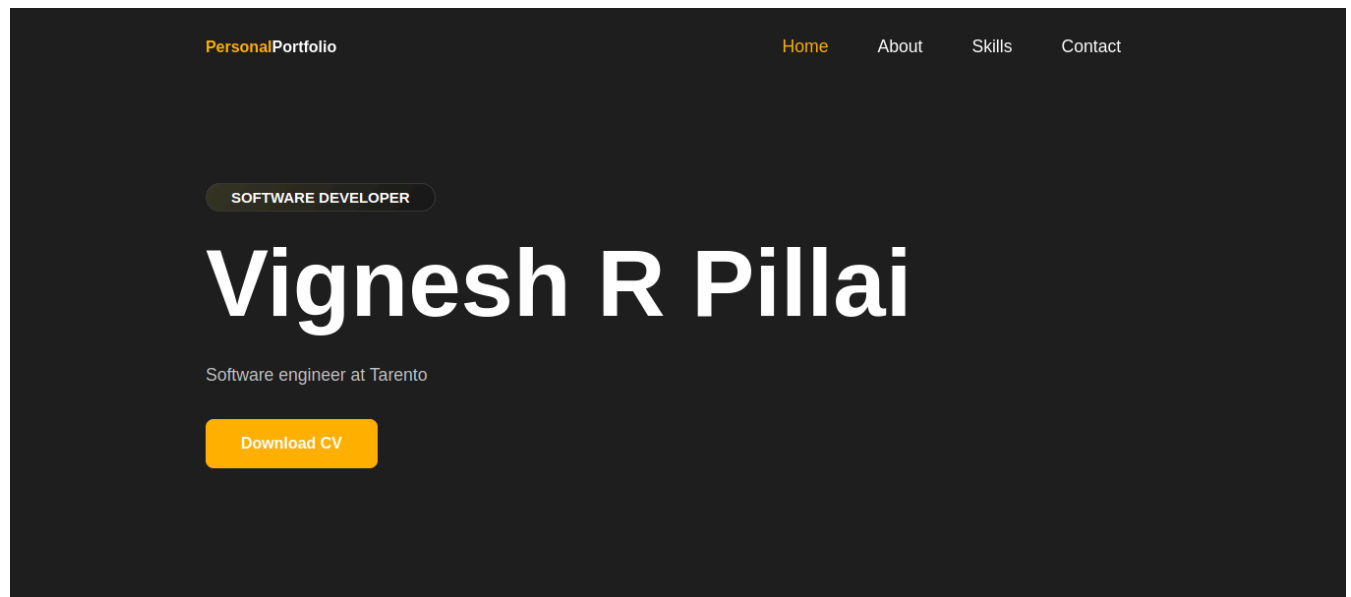 PersonalPortfolio
Home About Skills Contact
SOFTWARE DEVELOPER
Vignesh R Pillai
Software engineer at Tarento
Download CV